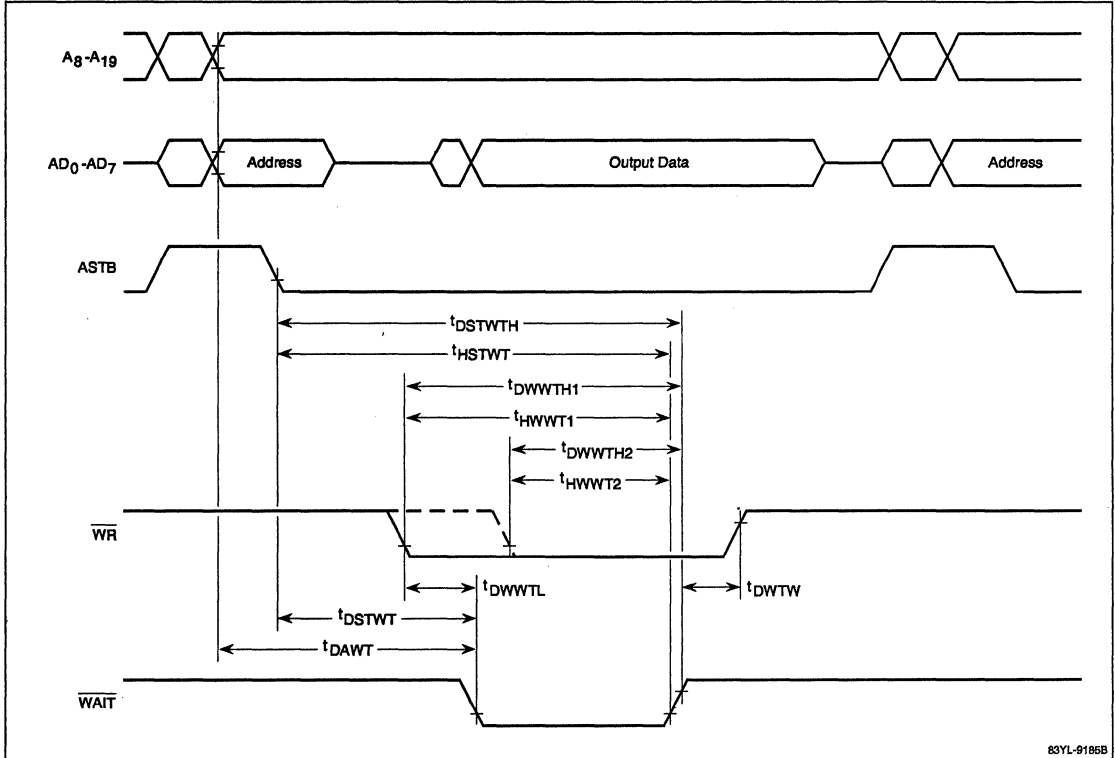 A8-A19
AD0-AD7
Address
Output Data
Address
ASTB
tDSTWTH
tHSTWT
tDWWTH1
tHWWT1
tDWWTH2
tHWWT2
WR
tDWWTL
tDWTW
tDSTWT
tDAWT
WAIT
83YL-9185B